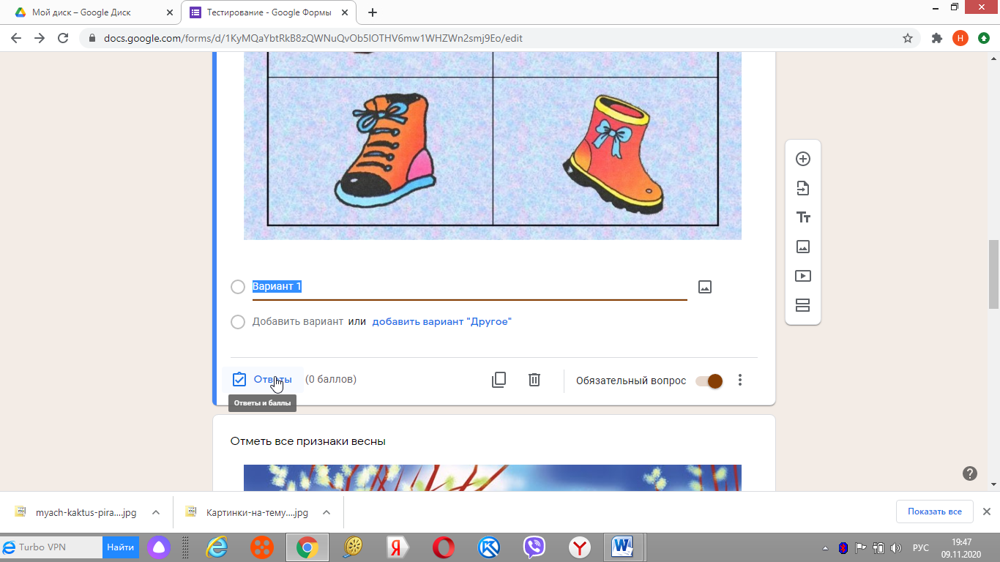 Мой диск – Google Диск
Тестирование - Google Формы
docs.google.com/forms/d/1KyMQaYbtRkB8zQWNuQvOb5IOTHV6mw1WHZWn2smj9Eo/edit
Н
Вариант 1
Добавить вариант или добавить вариант "Другое"
Ответы (0 баллов)
Обязательный вопрос
Ответы и баллы
Отметь все признаки весны
myach-kaktus-pira....jpg
Картинки-на-тему....jpg
Показать все
Turbo VPN
Найти
РУС
19:47
09.11.2020